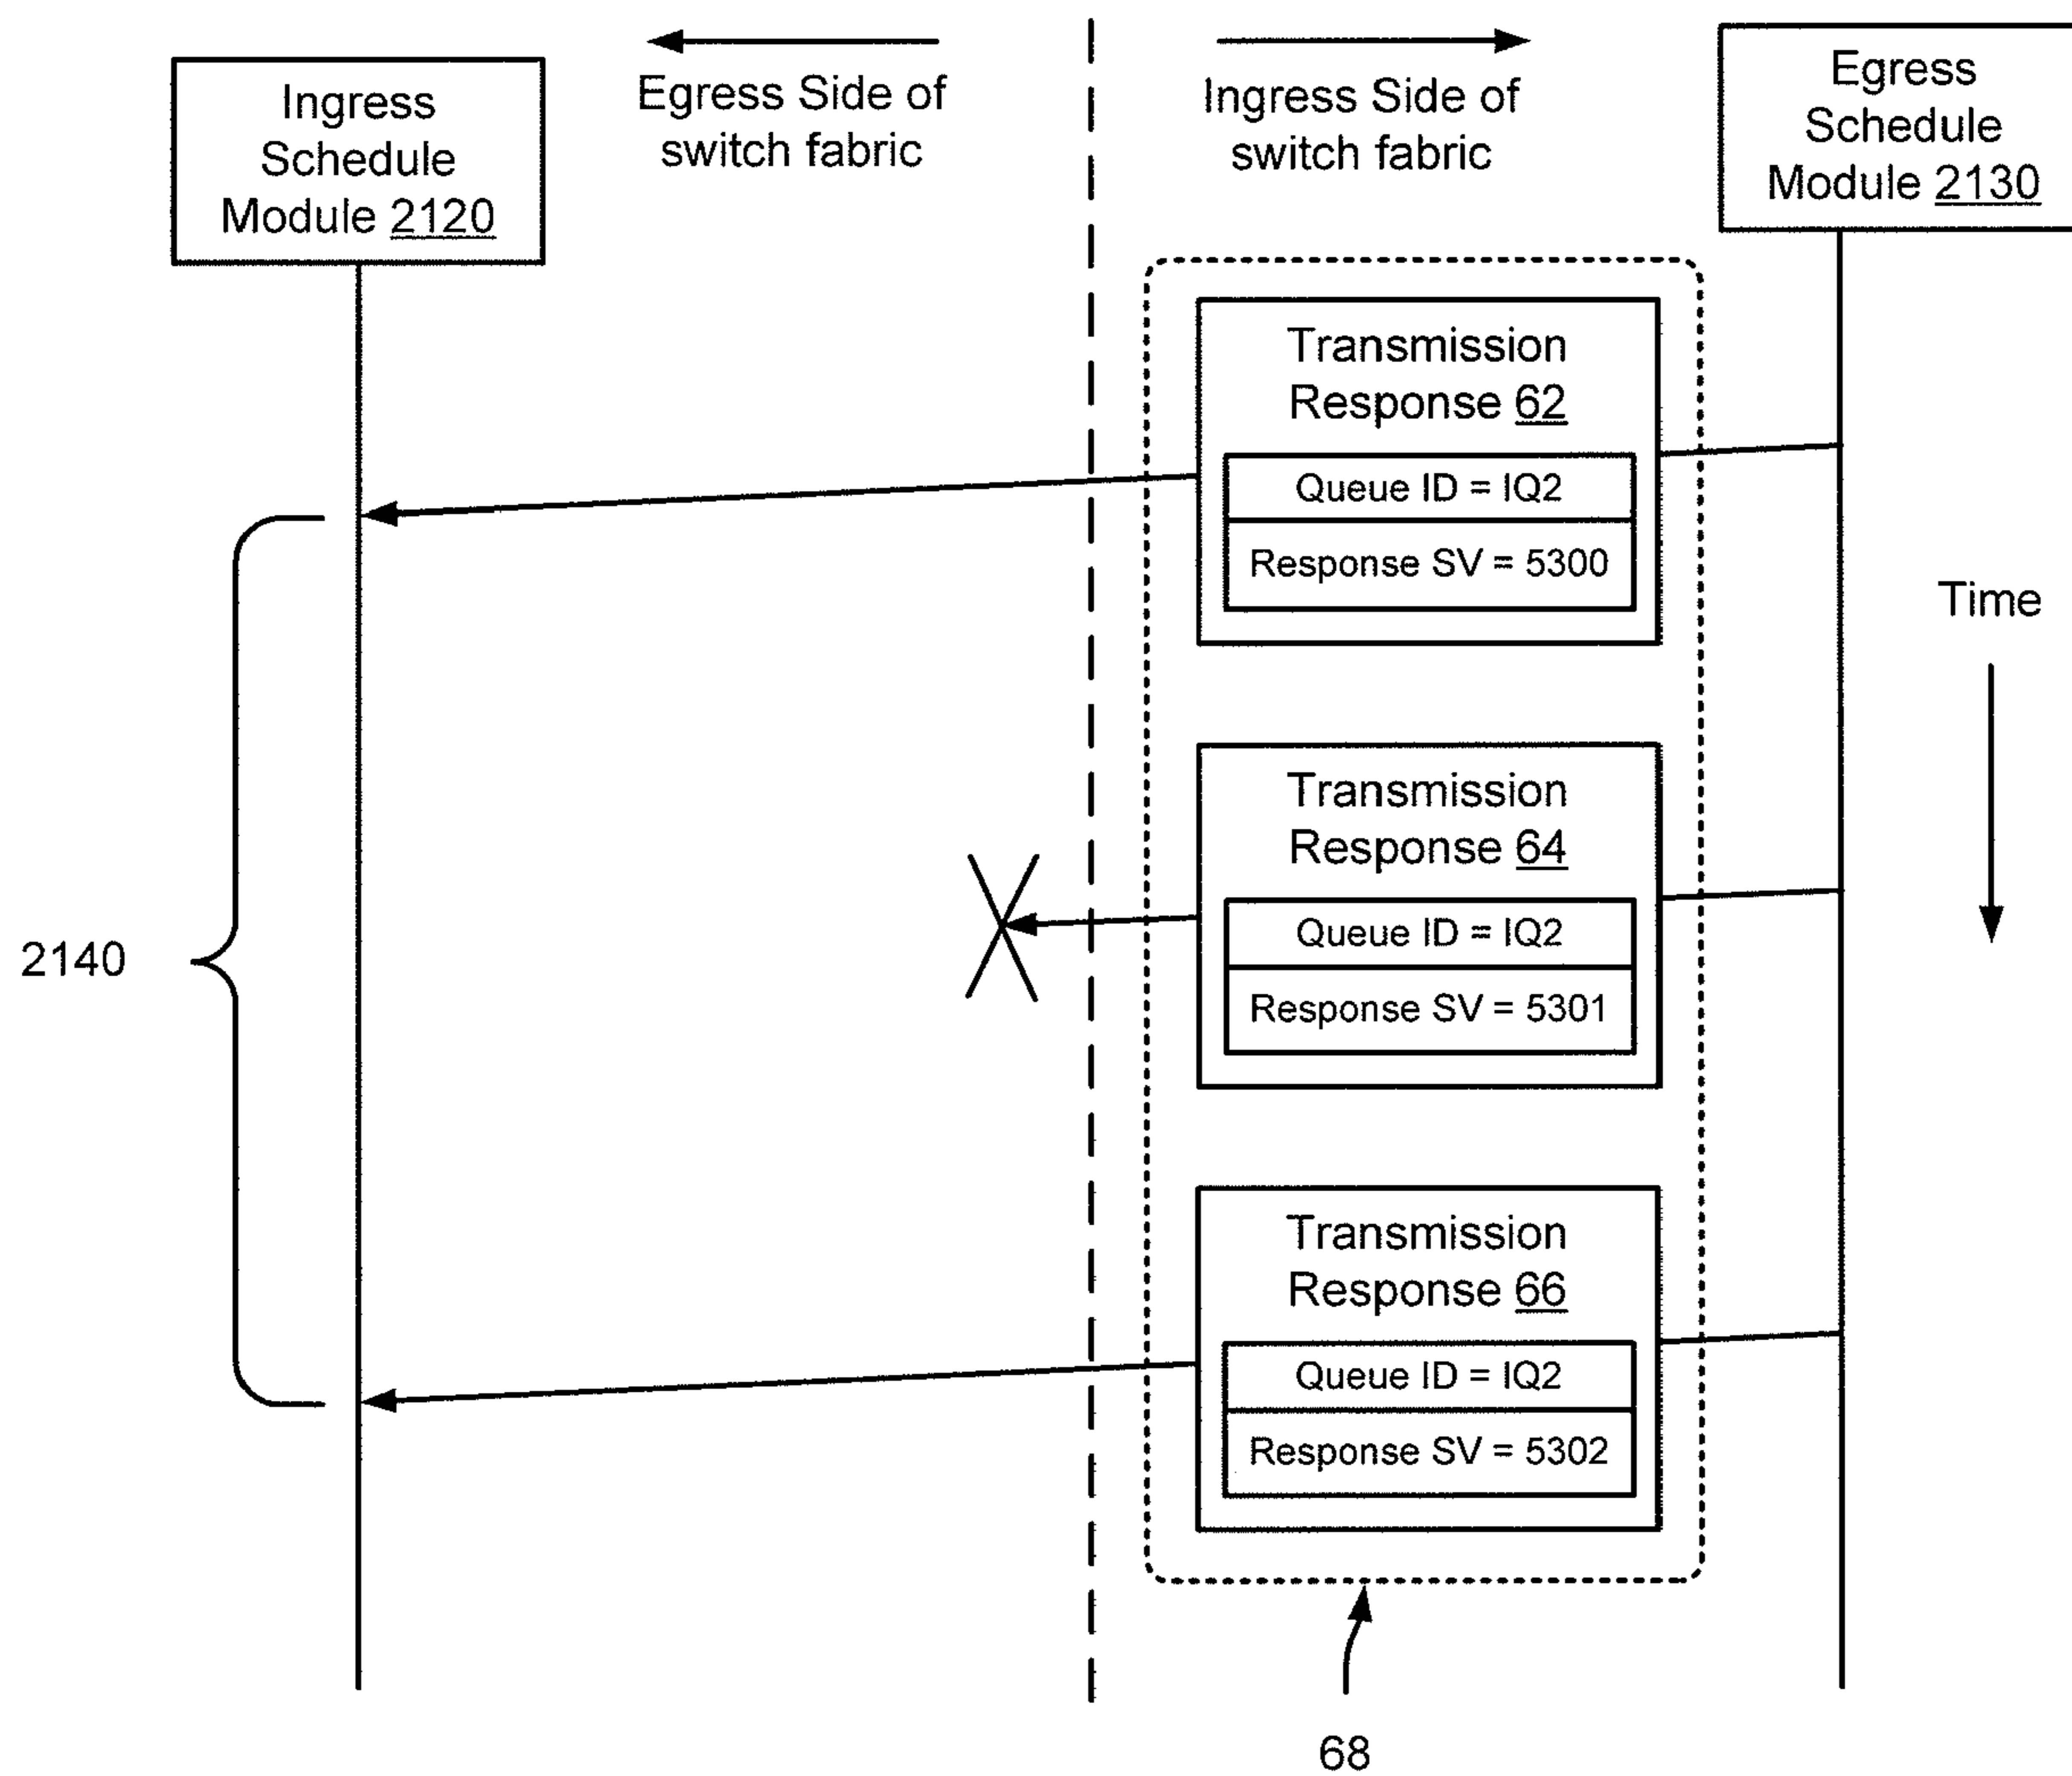 Ingress
Schedule
Module 2120
Egress Side of
switch fabric
Ingress Side of
switch fabric
Egress
Schedule
Module 2130
Transmission
Response 62
Queue ID = IQ2
Response SV = 5300
Time
Transmission
Response 64
Queue ID = IQ2
Response SV = 5301
2140
Transmission
Response 66
Queue ID = IQ2
Response SV = 5302
68